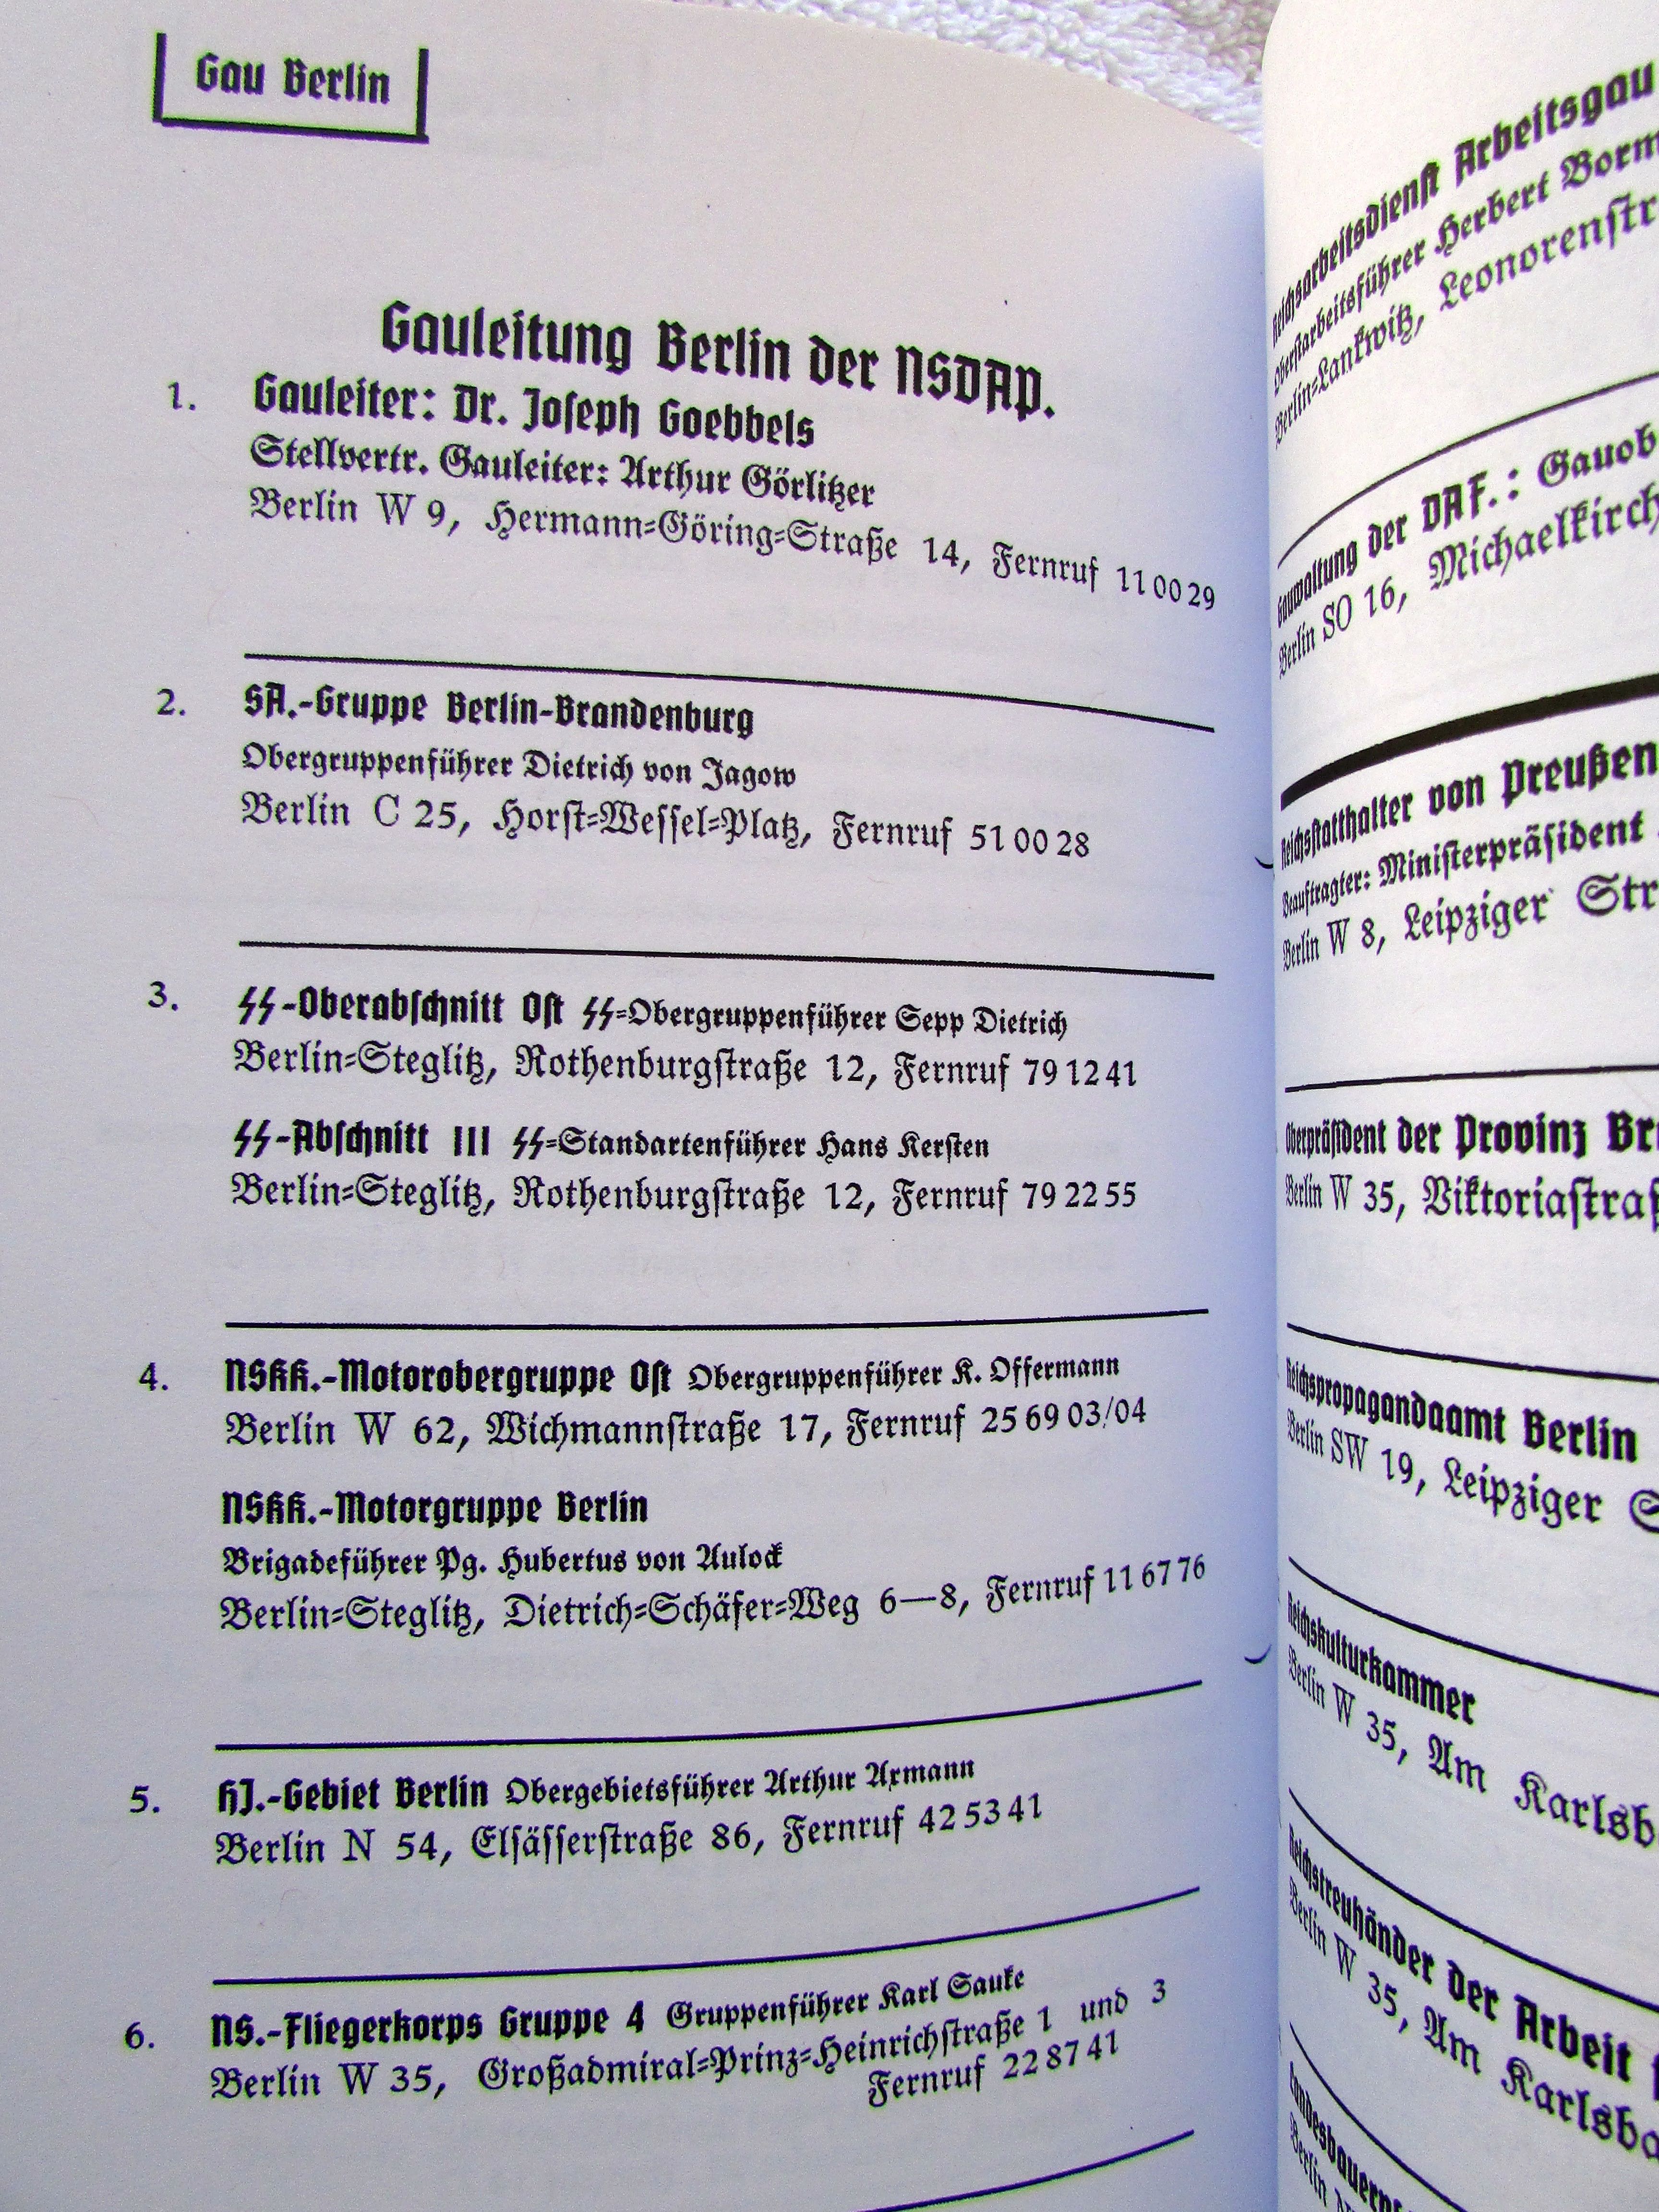 Gau Berlin
Gauleitung Berlin der NSDAP.
1. Gauleiter: Dr. Joseph Goebbels
Stellvertr. Gauleiter: Arthur Görlitzer
Berlin W 9, Hermann-Göring-Straße 14, Fernruf 11 00 29
2. SA.-Gruppe Berlin-Brandenburg
Obergruppenführer Dietrich von Jagow
Berlin C 25, Horst-Wessel-Platz, Fernruf 51 00 28
3. SS-Oberabschnitt Ost SS-Obergruppenführer Sepp Dietrich
Berlin-Steglitz, Rothenburgstraße 12, Fernruf 79 12 41
SS-Abschnitt III SS-Standartenführer Hans Kersten
Berlin-Steglitz, Rothenburgstraße 12, Fernruf 79 22 55
4. NSKK.-Motorobergruppe Ost Obergruppenführer K. Offermann
Berlin W 62, Wichmannstraße 17, Fernruf 25 69 03/04
NSKK.-Motorgruppe Berlin
Brigadeführer Pg. Hubertus von Aulock
Berlin-Steglitz, Dietrich-Schäfer-Weg 6—8, Fernruf 11 67 76
5. HJ.-Gebiet Berlin Obergebietsführer Arthur Axmann
Berlin N 54, Elsässerstraße 86, Fernruf 42 53 41
6. NS.-Fliegerkorps Gruppe 4 Gruppenführer Karl Sauke
Berlin W 35, Großadmiral-Prinz-Heinrichstraße 1 und 3
Fernruf 22 87 41
Reichsarbeitsdienst Arbeitsgau
Oberstarbeitsführer Herbert Borm
Berlin-Lankwitz, Leonorenstr
Gauwaltung der DAF.: Gauob
Berlin SO 16, Michaelkirch
Reichsstatthalter von Preußen
Beauftragter: Ministerpräsident
Berlin W 8, Leipziger Str
Oberpräsident der Provinz Br
Berlin W 35, Viktoriastraß
Reichspropagandaamt Berlin
Berlin SW 19, Leipziger S
Reichskulturkammer
Berlin W 35, Am Karlsb
Reichstreuhänder der Arbeit
Berlin W 35, Am Karlsba
Landesbauern
Berlin